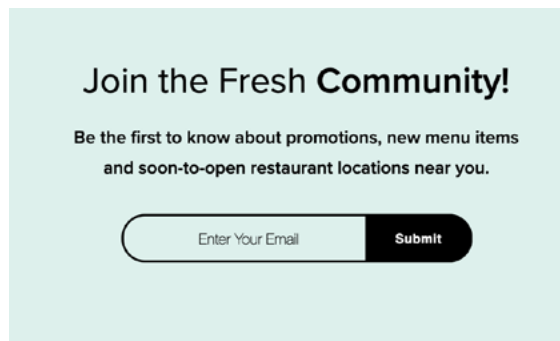 Join the Fresh Community!
Be the first to know about promotions, new menu items
and soon-to-open restaurant locations near you.
Enter Your Email Submit